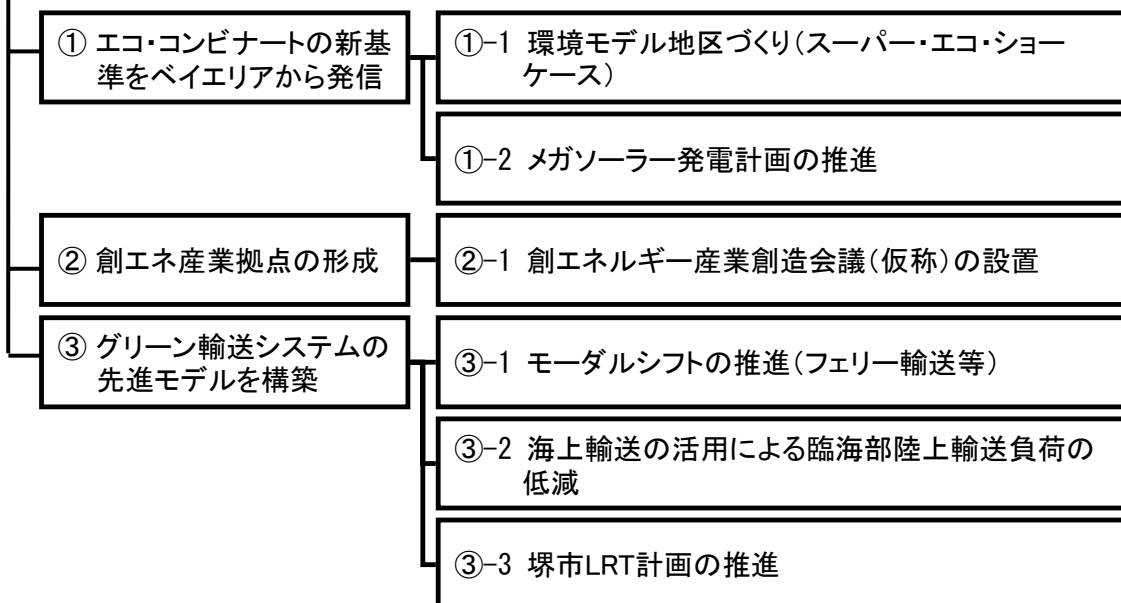 ① エコ・コンビナートの新基
準をベイエリアから発信
①-1 環境モデル地区づくり（スーパー・エコ・ショー
ケース）
①-2 メガソーラー発電計画の推進
② 創エネ産業拠点の形成
②-1 創エネルギー産業創造会議（仮称）の設置
③ グリーン輸送システムの
先進モデルを構築
③-1 モーダルシフトの推進（フェリー輸送等）
③-2 海上輸送の活用による臨海部陸上輸送負荷の
低減
③-3 堺市LRT計画の推進